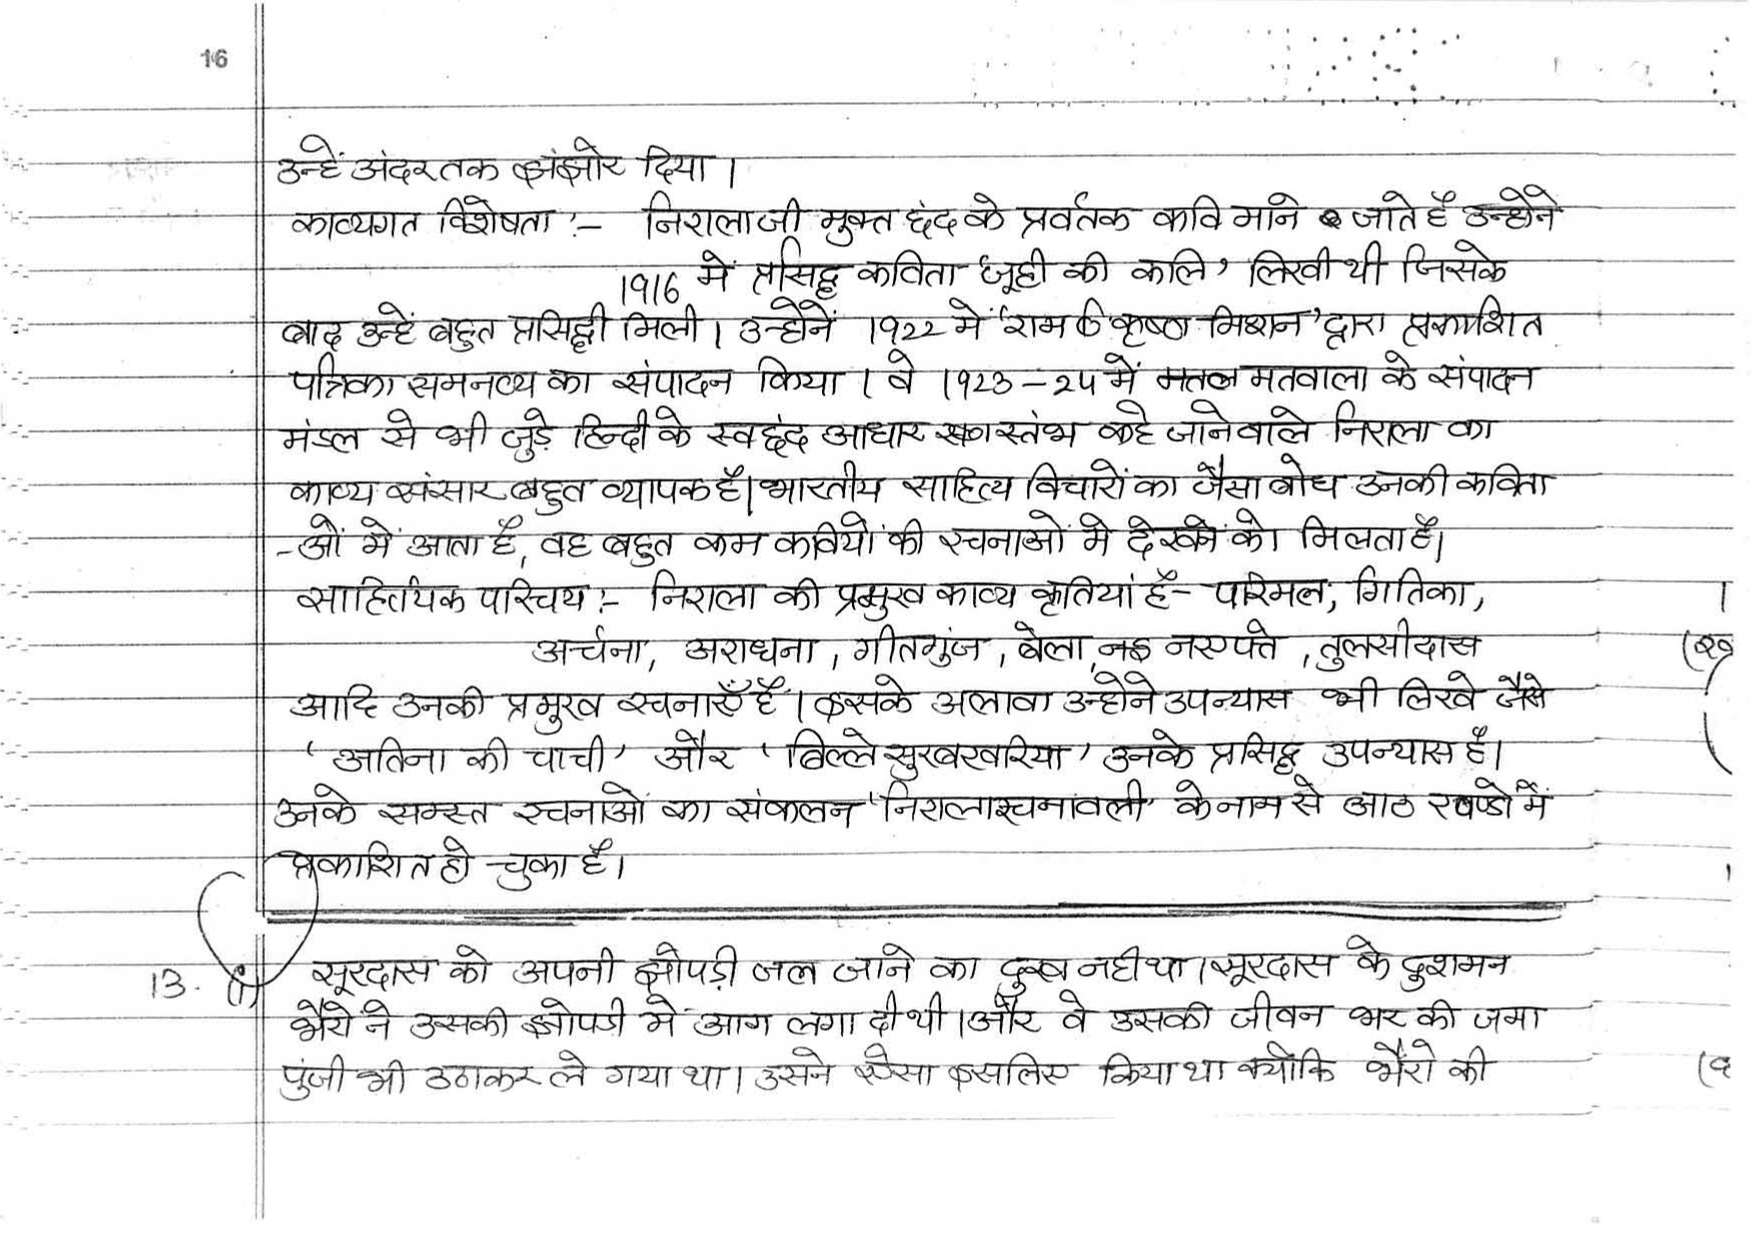 16
उन्हें अंदर तक झंझोर दिया ।
काव्यगत विशेषता :- निरालाजी मुक्त छंद के प्रवर्तक कवि माने जाते है उन्होने
1916 में प्रसिद्ध कविता 'जूही की कलि' लिखी थी जिसके
बाद उन्हें बहुत प्रसिद्धी मिली । उन्होनें 1922 में 'राम कृष्ण मिशन' द्वारा प्रकाशित
पत्रिका समनव्य का संपादन किया । वे 1923-24 में मतवाला के संपादन
मंडल से भी जुड़े हिन्दी के स्वछंद आधार स्तंभ कहे जाने वाले निराला का
काव्य संसार बहुत व्यापक है। भारतीय साहित्य विचारों का जैसा बोध उनकी कविता
-ओं में आता है, वह बहुत कम कवियों की रचनाओं में देखने को मिलता है।
साहित्यिक परिचय :- निराला की प्रमुख काव्य कृतियां है- परिमल, गितिका,
अर्चना, अराधना, गीतगुंज, बेला, नए पत्ते, तुलसीदास
आदि उनकी प्रमुख रचनाएँ है । इसके अलावा उन्होने उपन्यास भी लिखे जैसे
'अतिना की चाची' और 'बिल्लेसुरखरिया' उनके प्रसिद्ध उपन्यास है।
उनके समस्त रचनाओं का संकलन 'निरालारचनावली' के नाम से आठ खण्डो में
प्रकाशित हो चुका है।
13. (i) सूरदास को अपनी झोपड़ी जल जाने का दुख नही था । सूरदास के दुशमन
भैरो ने उसकी झोपडी में आग लगा दी थी । और वे उसकी जीवन भर की जमा
पुंजी भी उठाकर ले गया था । उसने ऐसा इसलिए किया था क्योकि भैरो की